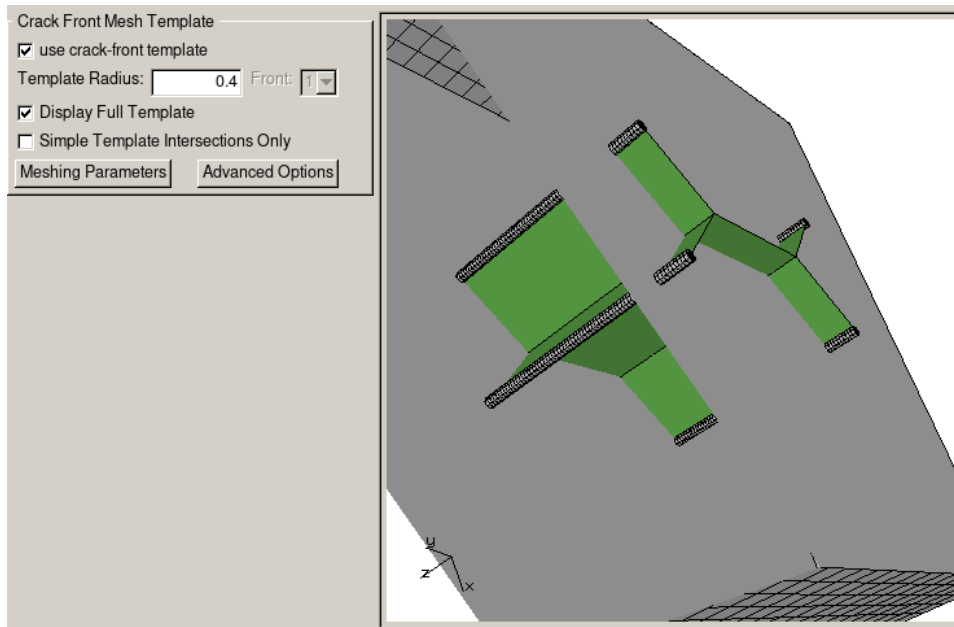 Crack Front Mesh Template
use crack-front template
Template Radius: 0.4 Front: 1
Display Full Template
Simple Template Intersections Only
Meshing Parameters Advanced Options
y
z
x